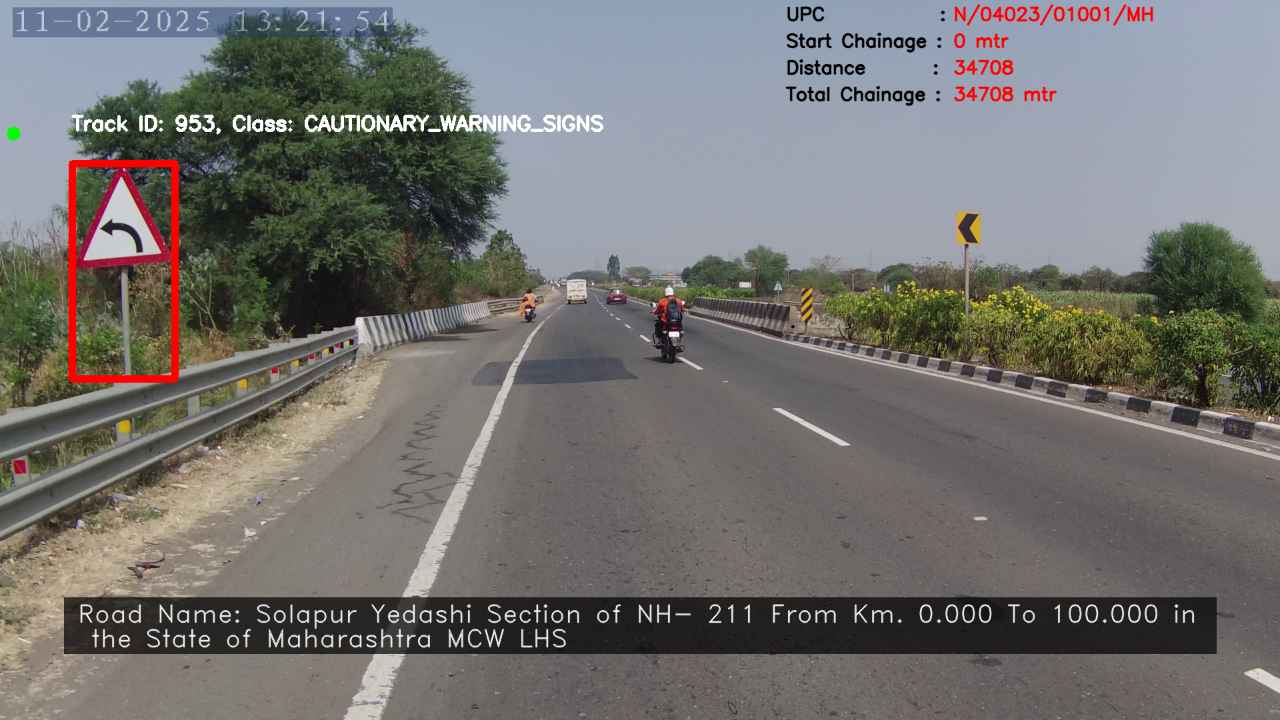 11-02-2025 13:21:54
UPC : N/04023/01001/MH
Start Chainage : 0 mtr
Distance : 34708
Total Chainage : 34708 mtr
Track ID: 953, Class: CAUTIONARY_WARNING_SIGNS
Road Name: Solapur Yedashi Section of NH- 211 From Km. 0.000 To 100.000 in
the State of Maharashtra MCW LHS